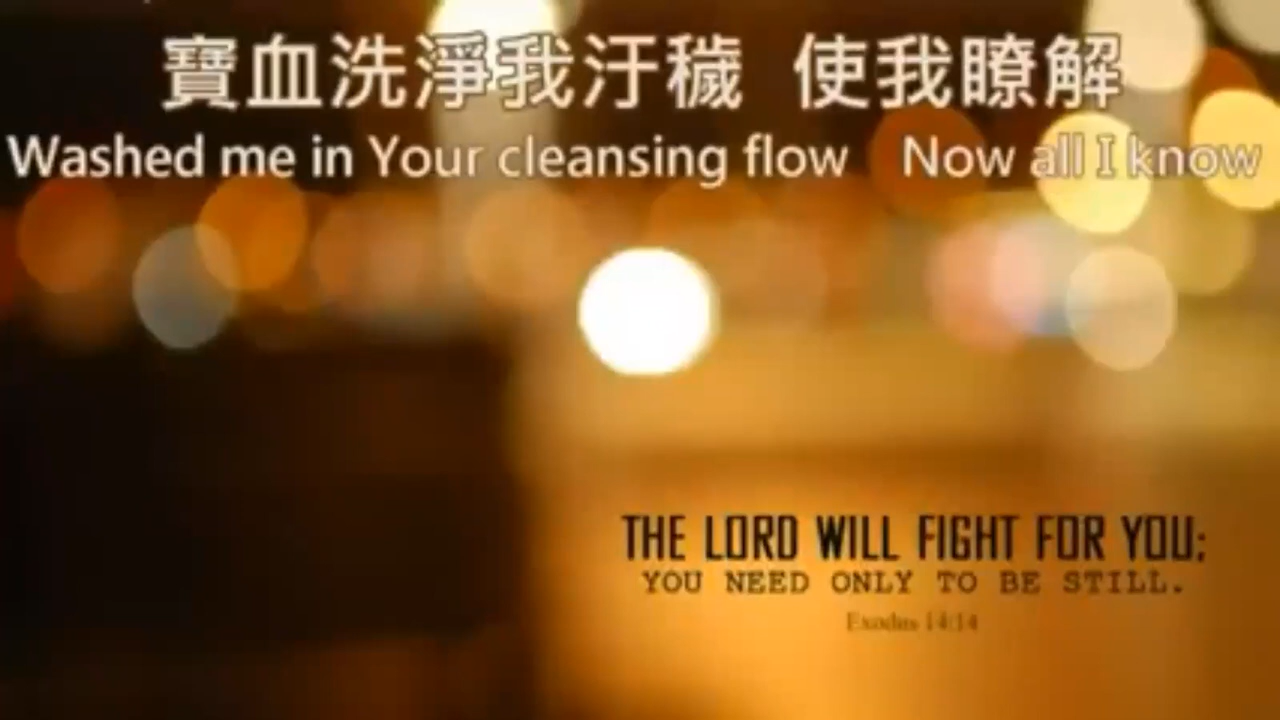 寶血洗淨我汙穢 使我瞭解
Washed me in Your cleansing flow Now all I know
THE LORD WILL FIGHT FOR YOU;
YOU NEED ONLY TO BE STILL.
Exodus 14:14